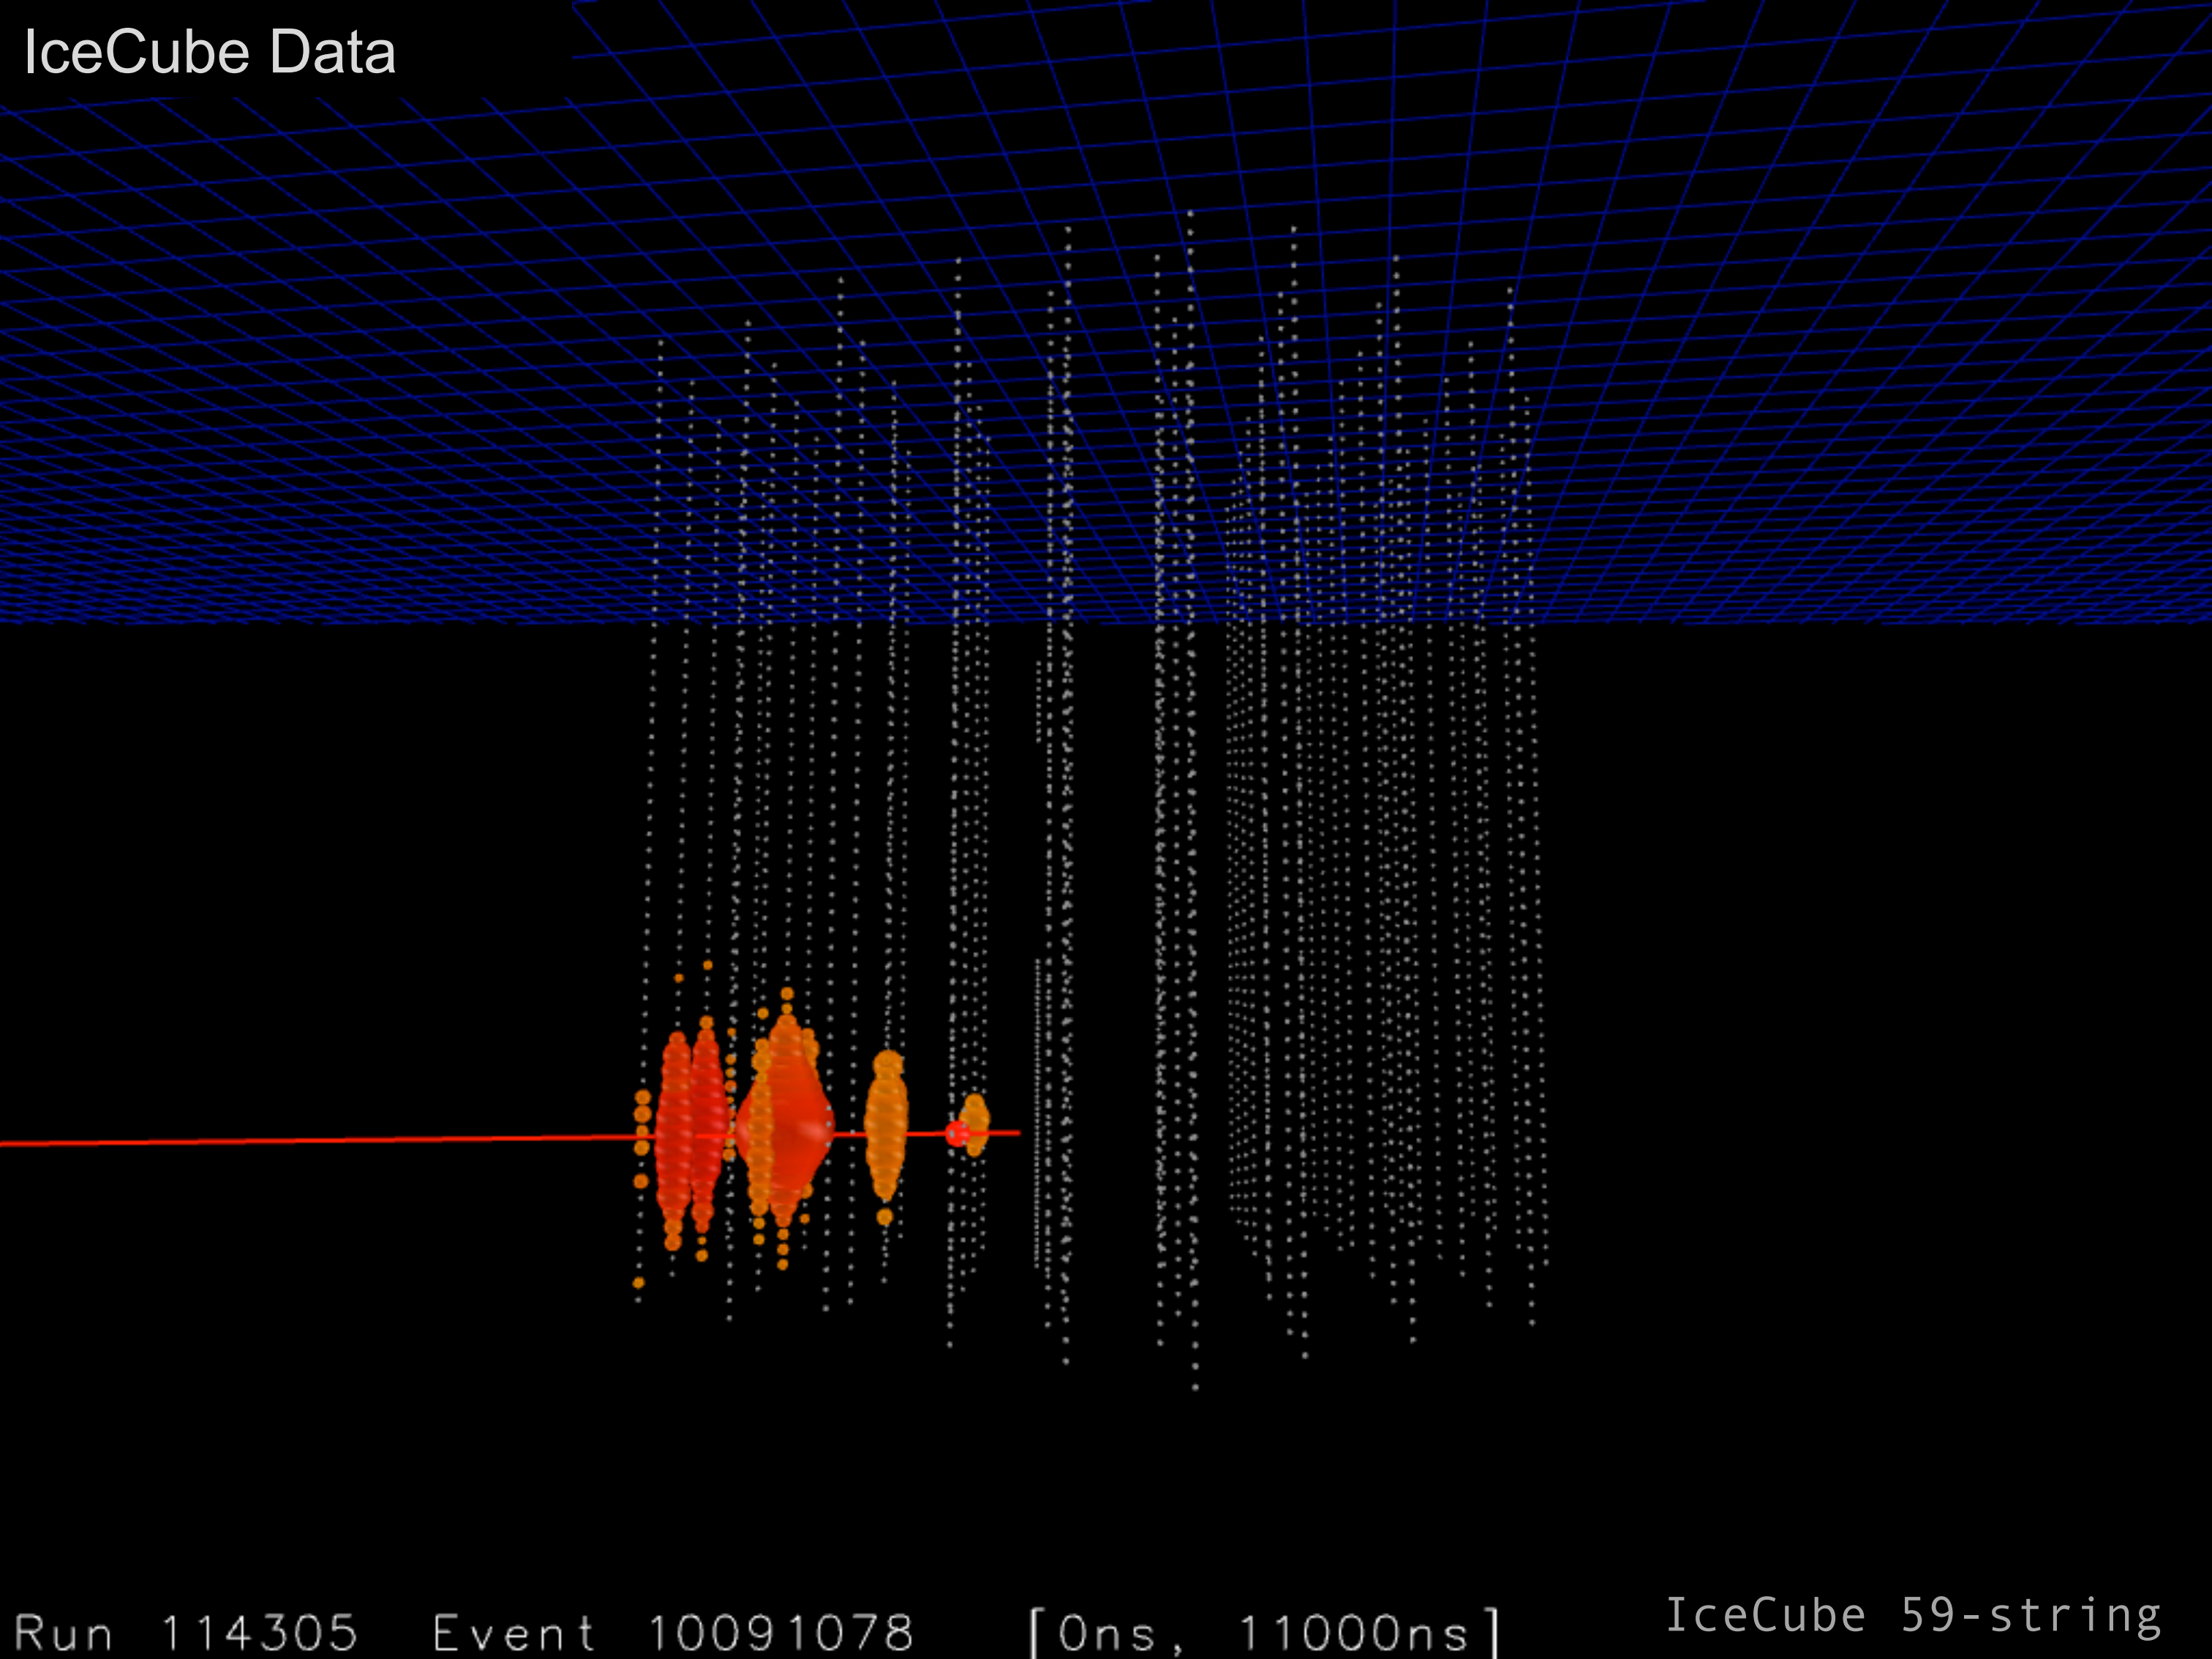 IceCube Data
Run 114305 Event 10091078 [0ns, 11000ns]
IceCube 59-string